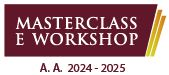 MASTERCLASS
E WORKSHOP
A. A. 2024 - 2025